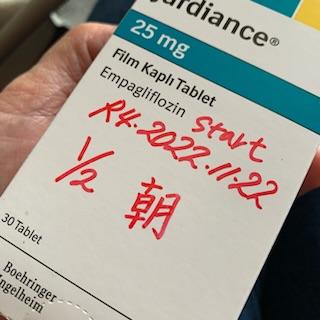 Jardiance®
25 mg
Film Kaplı Tablet
Empagliflozin
Start
R4.2022.11.22
1/2 朝
30 Tablet
Boehringer
Ingelheim